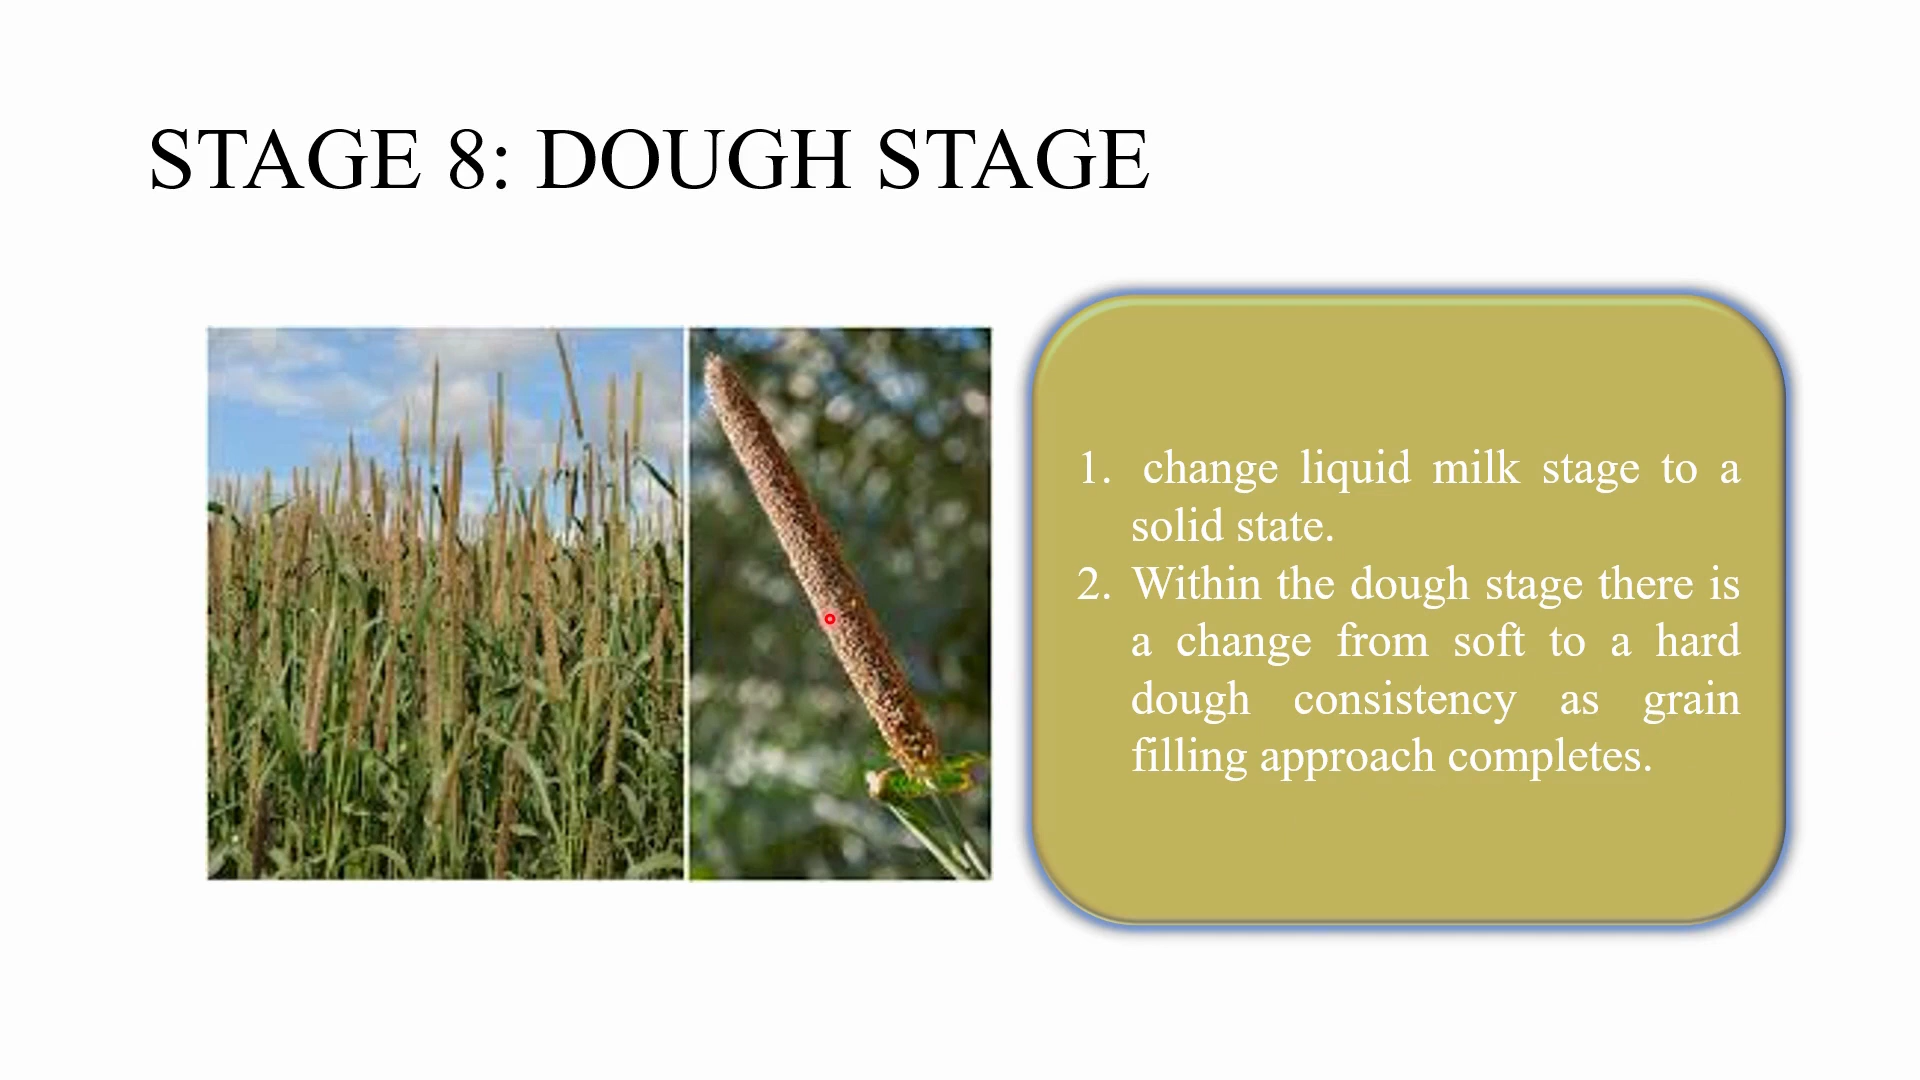 STAGE 8: DOUGH STAGE
1. change liquid milk stage to a
solid state.
2. Within the dough stage there is
a change from soft to a hard
dough consistency as grain
filling approach completes.